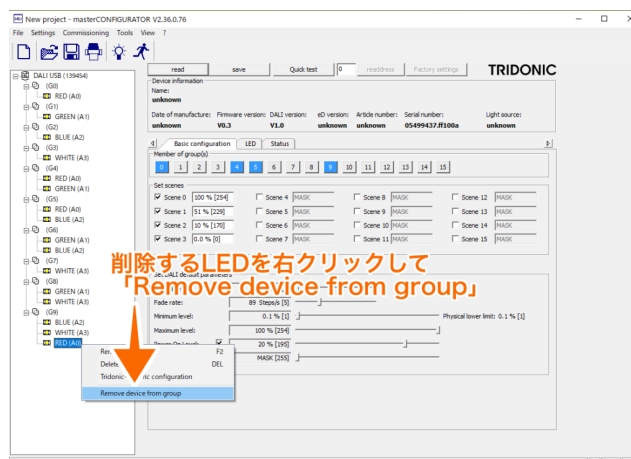 New project - masterCONFIGURATOR V2.36.0.76
File Settings Commissioning Tools View ?
DALI USB (139454)
(G0)
RED (A0)
(G1)
GREEN (A1)
(G2)
BLUE (A2)
(G3)
WHITE (A3)
(G4)
RED (A0)
GREEN (A1)
(G5)
RED (A0)
BLUE (A2)
(G6)
GREEN (A1)
BLUE (A2)
(G7)
WHITE (A3)
(G8)
GREEN (A1)
WHITE (A3)
(G9)
BLUE (A2)
WHITE (A3)
RED (A0)
read save Quick test 0 readdress Factory settings TRIDONIC
Device information
Name:
unknown
Date of manufacture: Firmware version: DALI version: eD version: Article number: Serial number: Light source:
unknown V0.3 V1.0 unknown unknown 05499437.ff100a unknown
Basic configuration LED Status
Member of group(s)
0 1 2 3 4 5 6 7 8 9 10 11 12 13 14 15
Set scenes
Scene 0 100 % [254] Scene 4 MASK Scene 8 MASK Scene 12 MASK
Scene 1 51 % [229] Scene 5 MASK Scene 9 MASK Scene 13 MASK
Scene 2 10 % [170] Scene 6 MASK Scene 10 MASK Scene 14 MASK
Scene 3 0.0 % [0] Scene 7 MASK Scene 11 MASK Scene 15 MASK
削除するLEDを右クリックして
「Remove device from group」
Set DALI default parameters
Fade rate: 89 Steps/s [5]
Minimum level: 0.1 % [1] Physical lower limit: 0.1 % [1]
Maximum level: 100 % [254]
Power On Level: 20 % [195]
MASK [255]
F2
Delete DEL
Tridonic configuration
Remove device from group